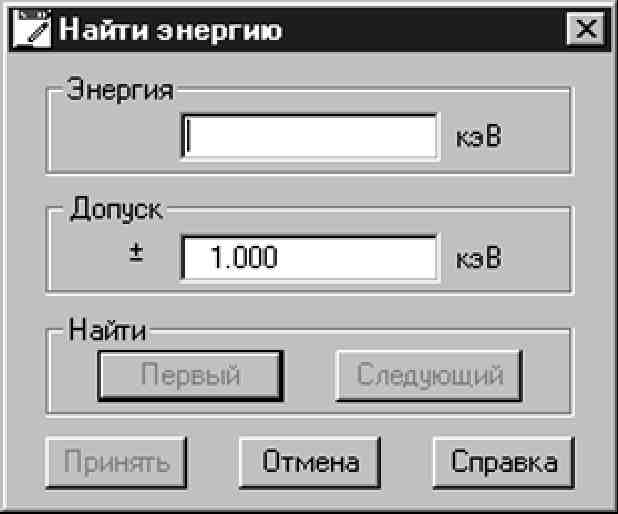 Найти энергию
Энергия
кэВ
Допуск
± 1.000 кэВ
Найти
Первый Следующий
Принять Отмена Справка